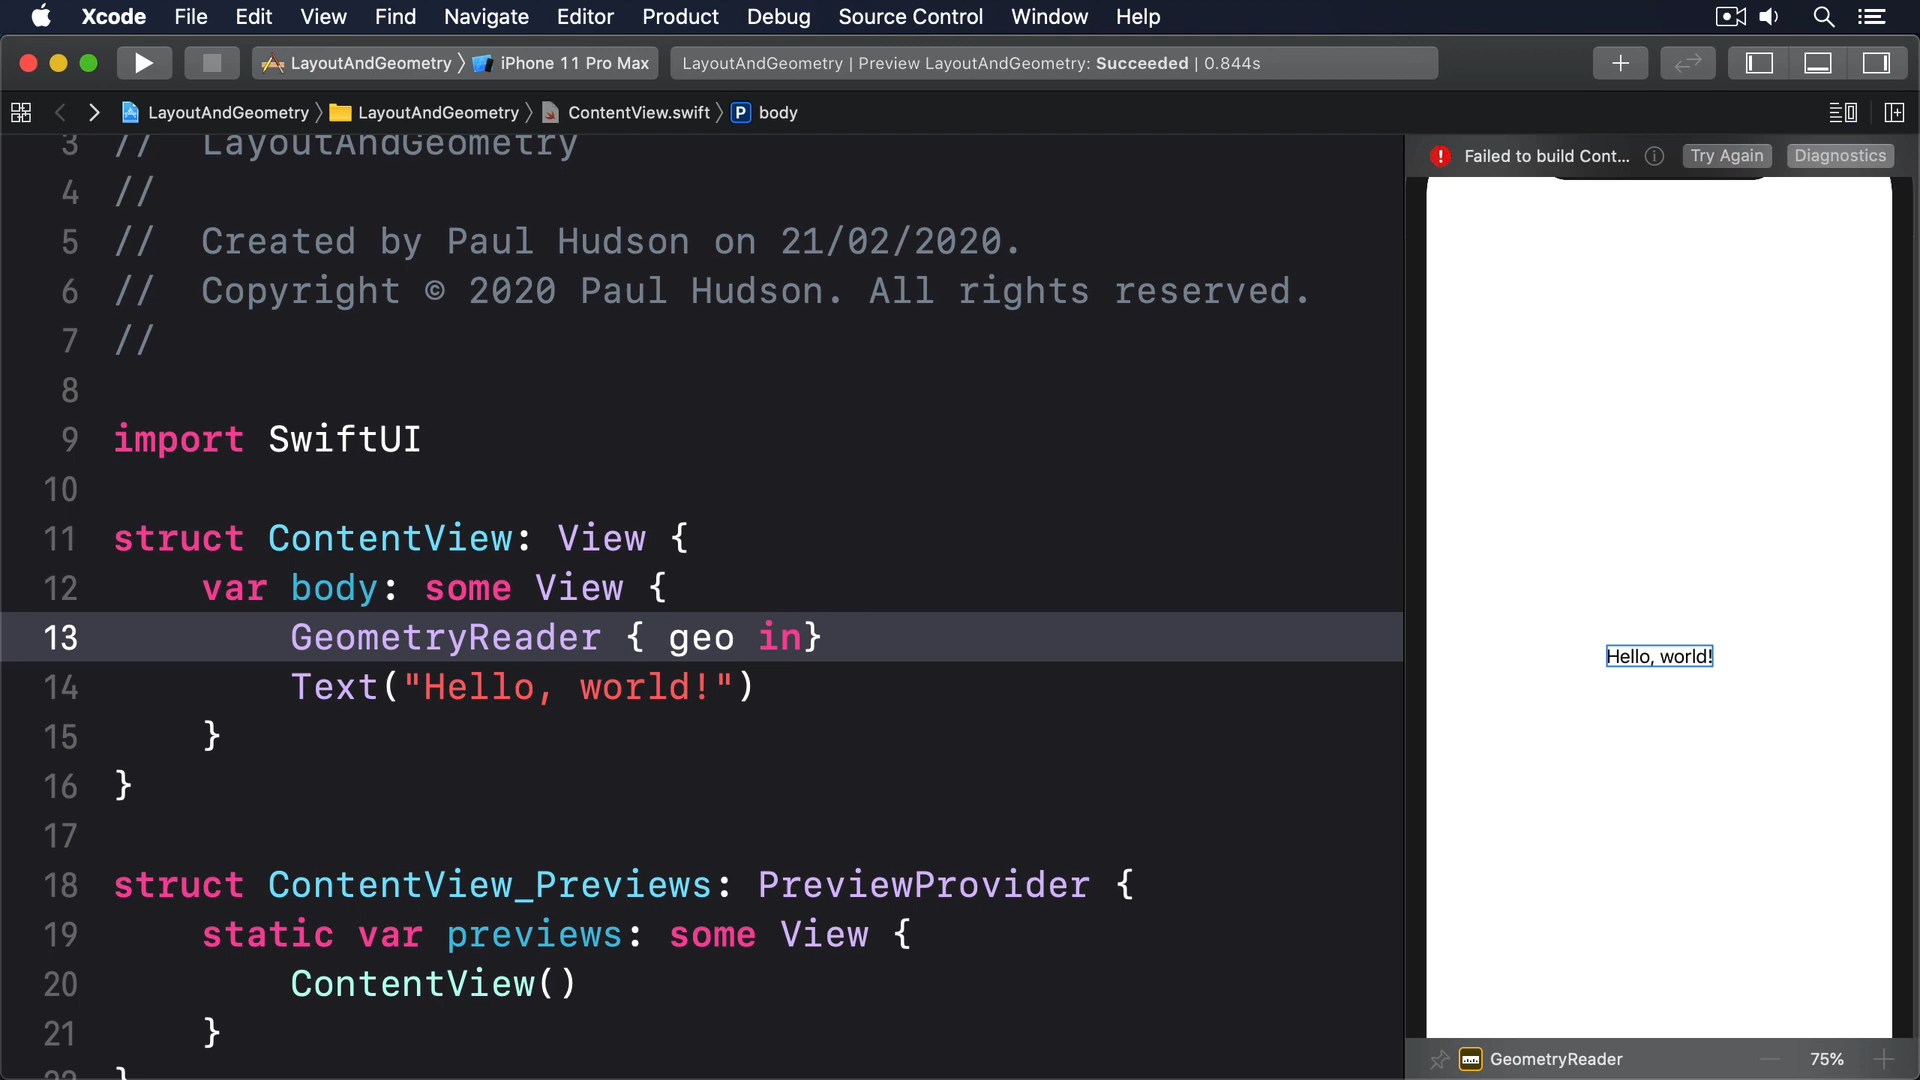 Xcode File Edit View Find Navigate Editor Product Debug Source Control Window Help
LayoutAndGeometry 〉 iPhone 11 Pro Max LayoutAndGeometry | Preview LayoutAndGeometry: Succeeded | 0.844s
LayoutAndGeometry 〉 LayoutAndGeometry 〉 ContentView.swift 〉 P body
Failed to build Cont... Try Again Diagnostics
3 //  LayoutAndGeometry
4 //
5 //  Created by Paul Hudson on 21/02/2020.
6 //  Copyright © 2020 Paul Hudson. All rights reserved.
7 //
8
9 import SwiftUI
10
11 struct ContentView: View {
12     var body: some View {
13         GeometryReader { geo in}
14         Text("Hello, world!")
15     }
16 }
17
18 struct ContentView_Previews: PreviewProvider {
19     static var previews: some View {
20         ContentView()
21     }
22 }
Hello, world!
GeometryReader 75%